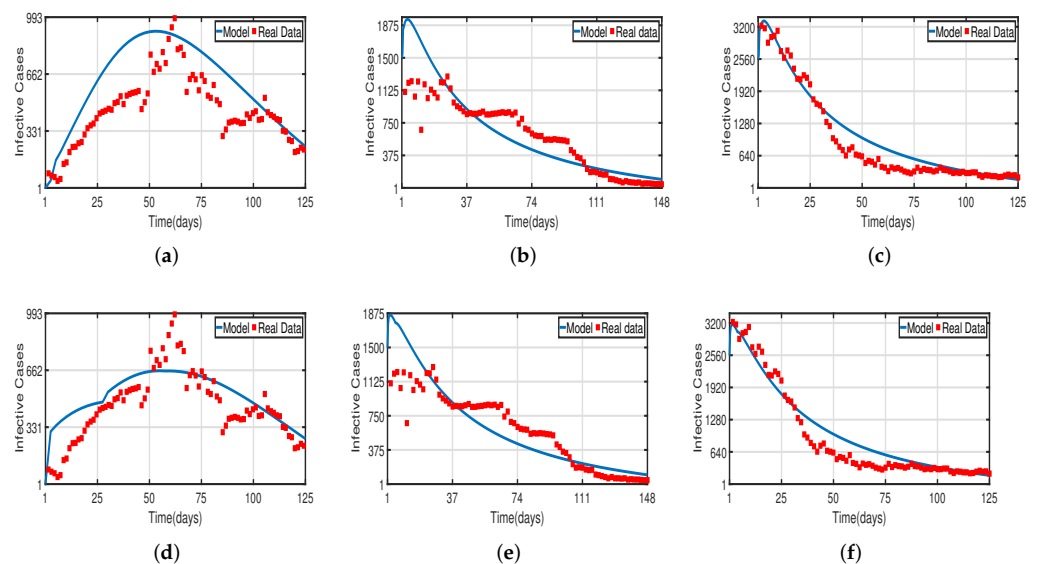 993
662
331
1
Infective Cases
Model Real Data
1 25 50 75 100 125
Time(days)
(a)
1875
1500
1125
750
375
1
Infective Cases
Model Real data
1 37 74 111 148
Time(days)
(b)
3200
2560
1920
1280
640
1
Infective Cases
Model Real Data
1 25 50 75 100 125
Time(days)
(c)
993
662
331
1
Infective Cases
Model Real Data
1 25 50 75 100 125
Time(days)
(d)
1875
1500
1125
750
375
1
Infective Cases
Model Real data
1 37 74 111 148
Time(days)
(e)
3200
2560
1920
1280
640
1
Infective Cases
Model Real Data
1 25 50 75 100 125
Time(days)
(f)